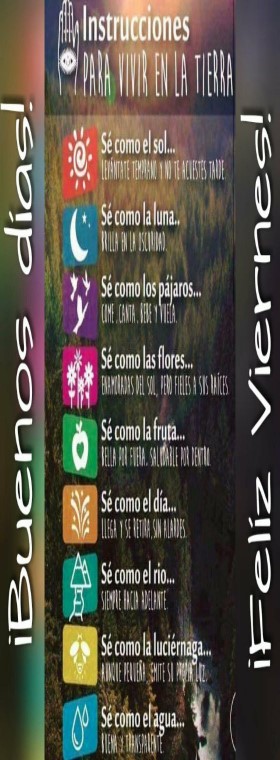 ¡Buenos días!
Instrucciones
PARA VIVIR EN LA TIERRA
Sé como el sol...
LEVÁNTATE TEMPRANO Y NO TE ACUESTES TARDE.
Sé como la luna..
BRILLA EN LA OSCURIDAD.
Sé como los pájaros...
COME, CANTA, BEBE Y VUELA.
Sé como las flores...
ENAMORADAS DEL SOL, PERO FIELES A SUS RAÍCES.
Sé como la fruta...
BELLA POR FUERA, SALUDABLE POR DENTRO.
Sé como el día...
LLEGA Y SE RETIRA SIN ALARDES.
Sé como el rio...
SIEMPRE HACIA ADELANTE.
Sé como la luciérnaga...
AUNQUE PEQUEÑA, EMITE SU PROPIA LUZ.
Sé como el agua...
BUENA Y TRANSPARENTE.
¡Feliz Viernes!